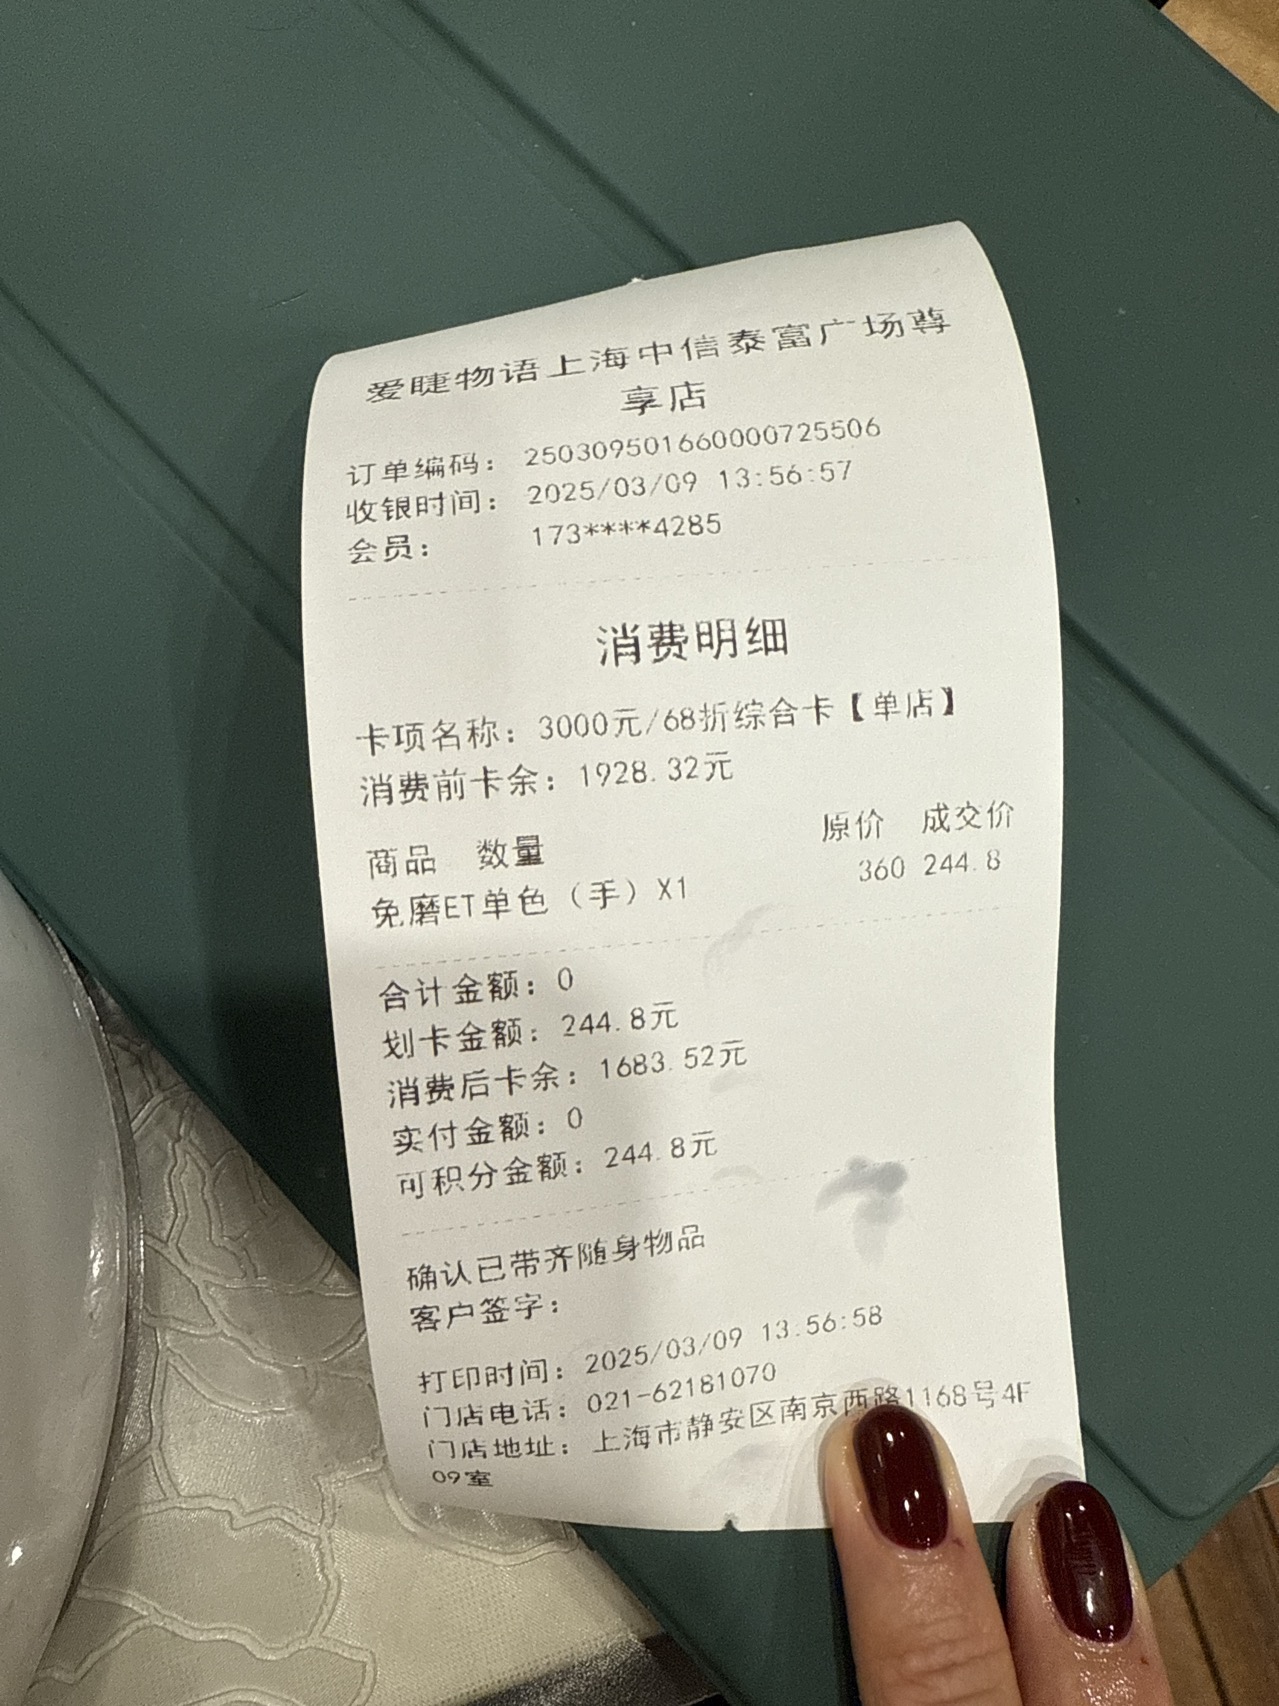 爱睫物语上海中信泰富广场尊
享店
订单编码： 250309501660000725506
收银时间： 2025/03/09 13:56:57
会员： 173****4285
消费明细
卡项名称：3000元/68折综合卡【单店】
消费前卡余：1928.32元
商品 数量 原价 成交价
免磨ET单色（手）X1 360 244.8
合计金额：0
划卡金额：244.8元
消费后卡余：1683.52元
实付金额：0
可积分金额：244.8元
确认已带齐随身物品
客户签字：
打印时间：2025/03/09 13:56:58
门店电话：021-62181070
门店地址：上海市静安区南京西路1168号4F
09室